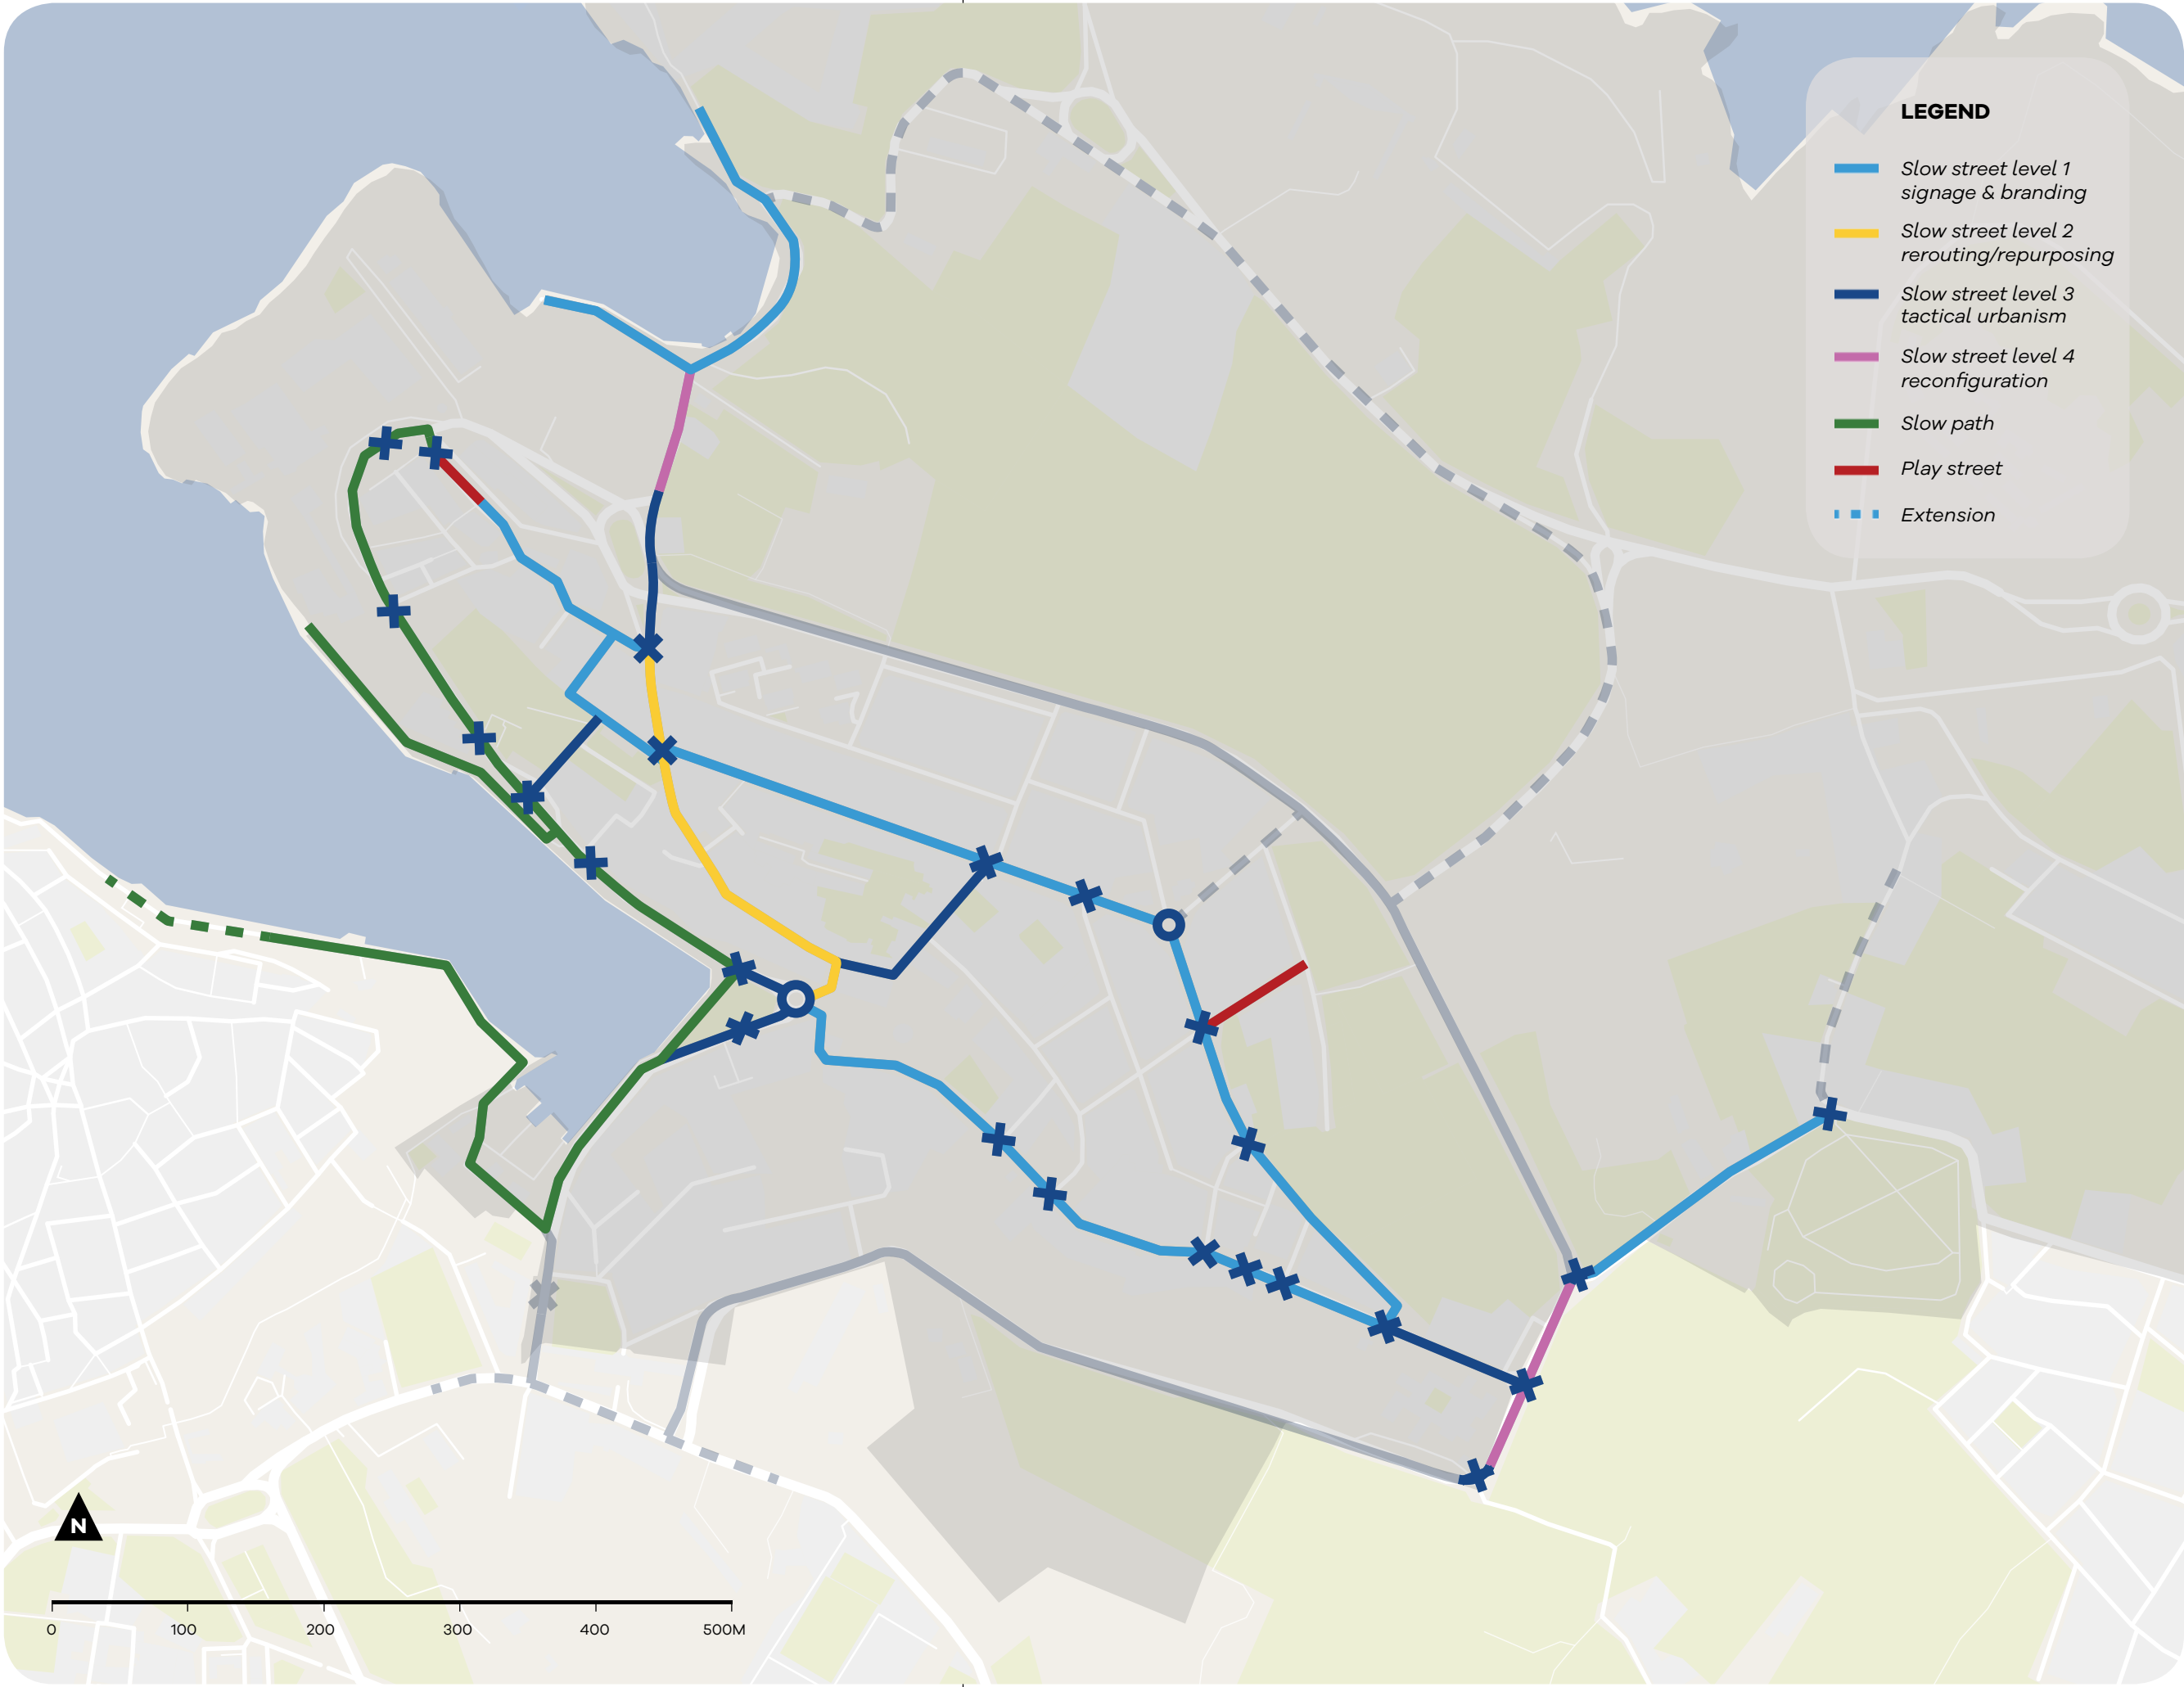 LEGEND
Slow street level 1
signage & branding
Slow street level 2
rerouting/repurposing
Slow street level 3
tactical urbanism
Slow street level 4
reconfiguration
Slow path
Play street
Extension
N
0 100 200 300 400 500M